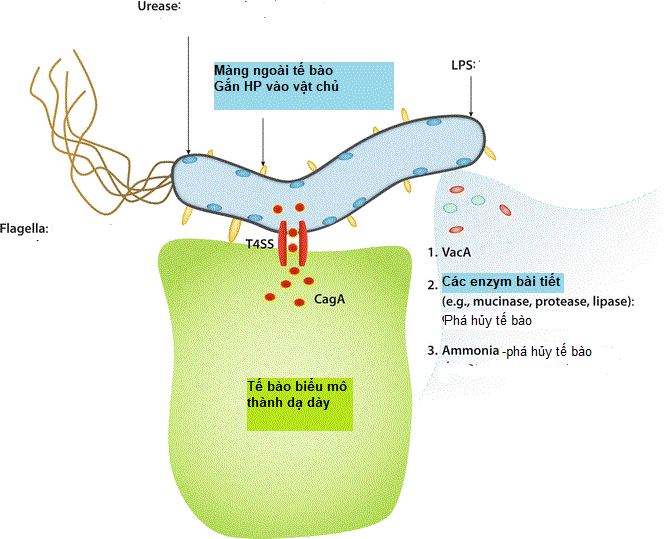 Urease:
Màng ngoài tế bào
Gắn HP vào vật chủ
LPS:
Flagella:
T4SS
CagA
1. VacA
2. Các enzym bài tiết
(e.g., mucinase, protease, lipase):
Phá hủy tế bào
3. Ammonia -phá hủy tế bào
Tế bào biểu mô
thành dạ dày